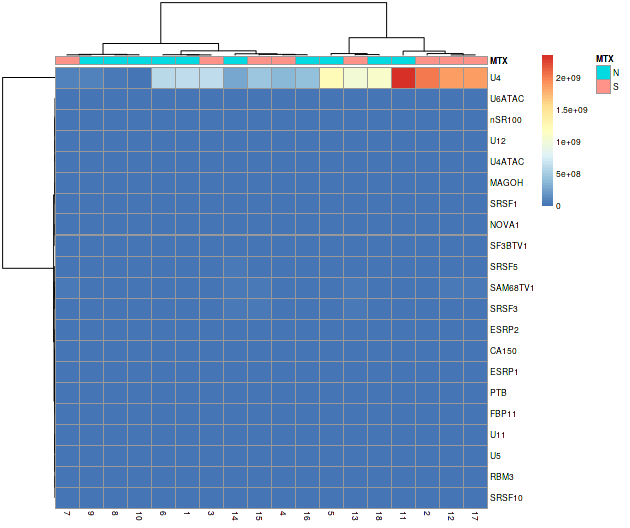 MTX
U4
U6ATAC
nSR100
U12
U4ATAC
MAGOH
SRSF1
NOVA1
SF3BTV1
SRSF5
SAM68TV1
SRSF3
ESRP2
CA150
ESRP1
PTB
FBP11
U11
U5
RBM3
SRSF10
7 9 8 10 6 1 3 14 15 4 16 5 13 18 11 2 12 17
2e+09
1.5e+09
1e+09
5e+08
0
MTX
N
S